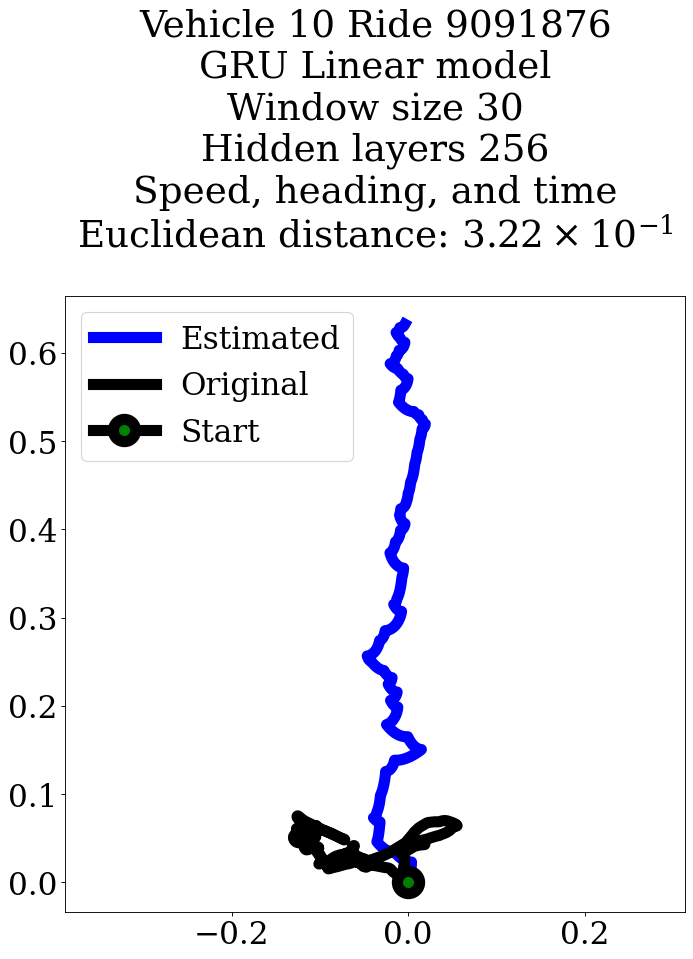 Vehicle 10 Ride 9091876
GRU Linear model
Window size 30
Hidden layers 256
Speed, heading, and time
Euclidean distance: 3.22 × 10⁻¹
Estimated
Original
Start
0.6
0.5
0.4
0.3
0.2
0.1
0.0
−0.2
0.0
0.2